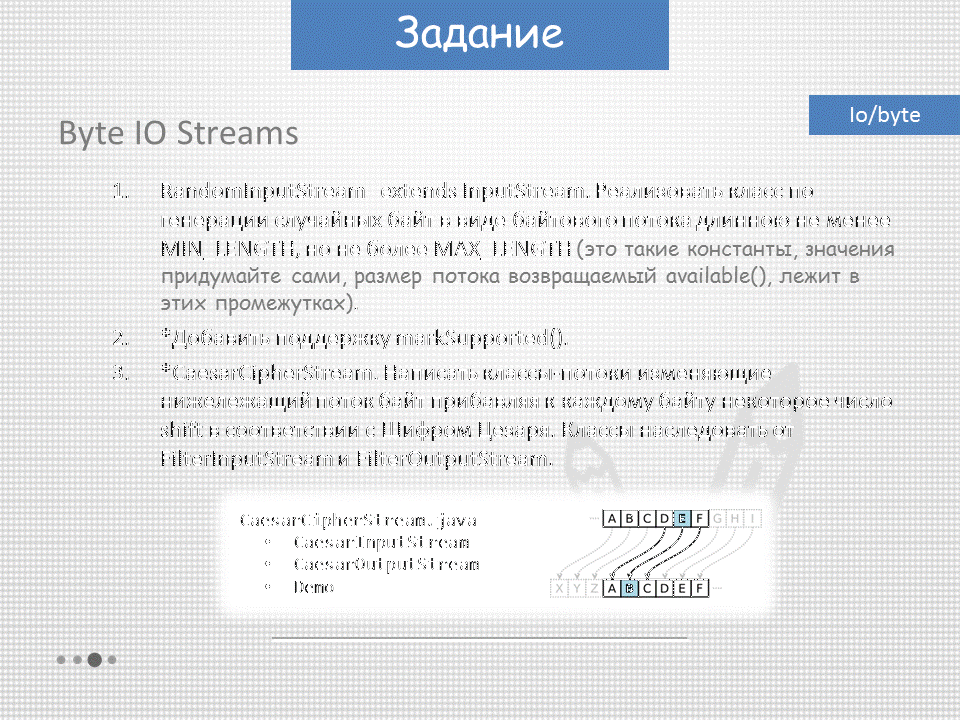 Задание
Io/byte
Byte IO Streams
1. RandomInputStream extends InputStream. Реализовать класс по
генерации случайных байт в виде байтового потока длинною не менее
MIN_LENGTH, но не более MAX_LENGTH (это такие константы, значения
придумайте сами, размер потока возвращаемый available(), лежит в
этих промежутках).
2. *Добавить поддержку markSupported().
3. *CaesarCipherStream. Написать классы-потоки изменяющие
нижележащий поток байт прибавляя к каждому байту некоторое число
shift в соответствии с Шифром Цезаря. Классы наследовать от
FilterInputStream и FilterOutputStream.
CaesarCipherStream.java
• CaesarInputStream
• CaesarOutputStream
• Demo
··· A B C D E F G H I
X Y Z A B C D E F ···